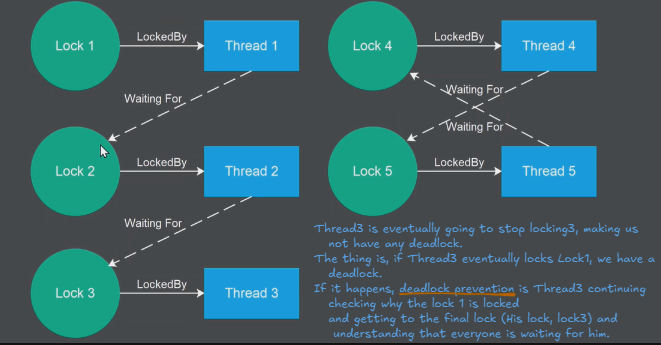 Lock 1
LockedBy
Thread 1
Waiting For
Lock 2
LockedBy
Thread 2
Waiting For
Lock 3
LockedBy
Thread 3
Lock 4
LockedBy
Thread 4
Waiting For
Waiting For
Lock 5
LockedBy
Thread 5
Thread3 is eventually going to stop locking3, making us
not have any deadlock.
The thing is, if Thread3 eventually locks Lock1, we have a
deadlock.
If it happens, deadlock prevention is Thread3 continuing
checking why the lock 1 is locked
and getting to the final lock (His lock, lock3) and
understanding that everyone is waiting for him.